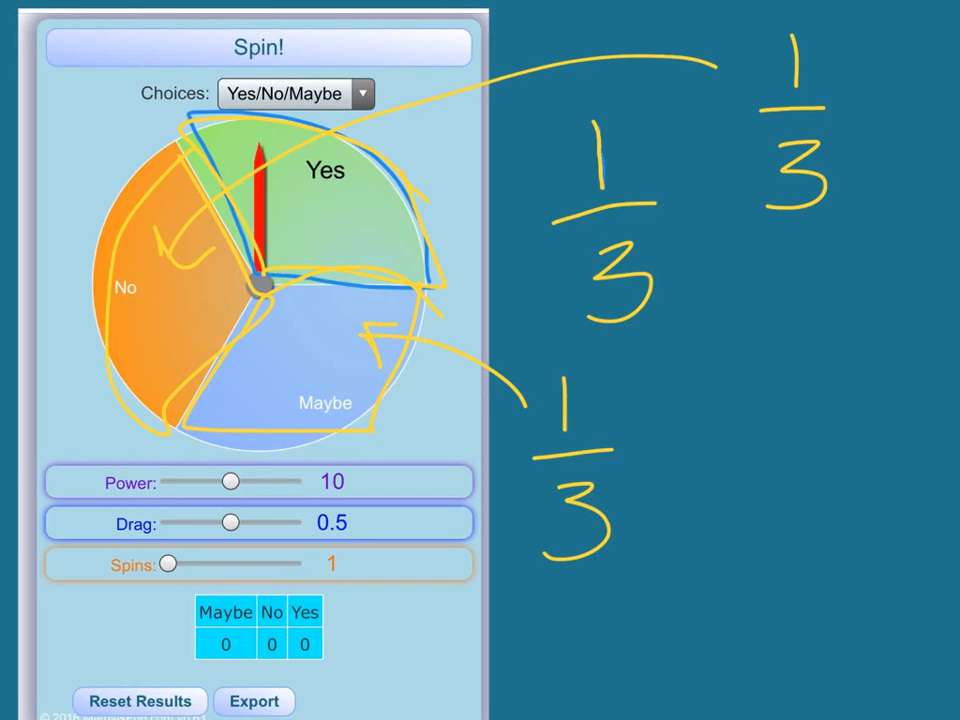 Spin!
Choices: Yes/No/Maybe
Yes
No
Maybe
1
3
1
3
1
3
Power: 10
Drag: 0.5
Spins: 1
Maybe No Yes
0 0 0
Reset Results Export